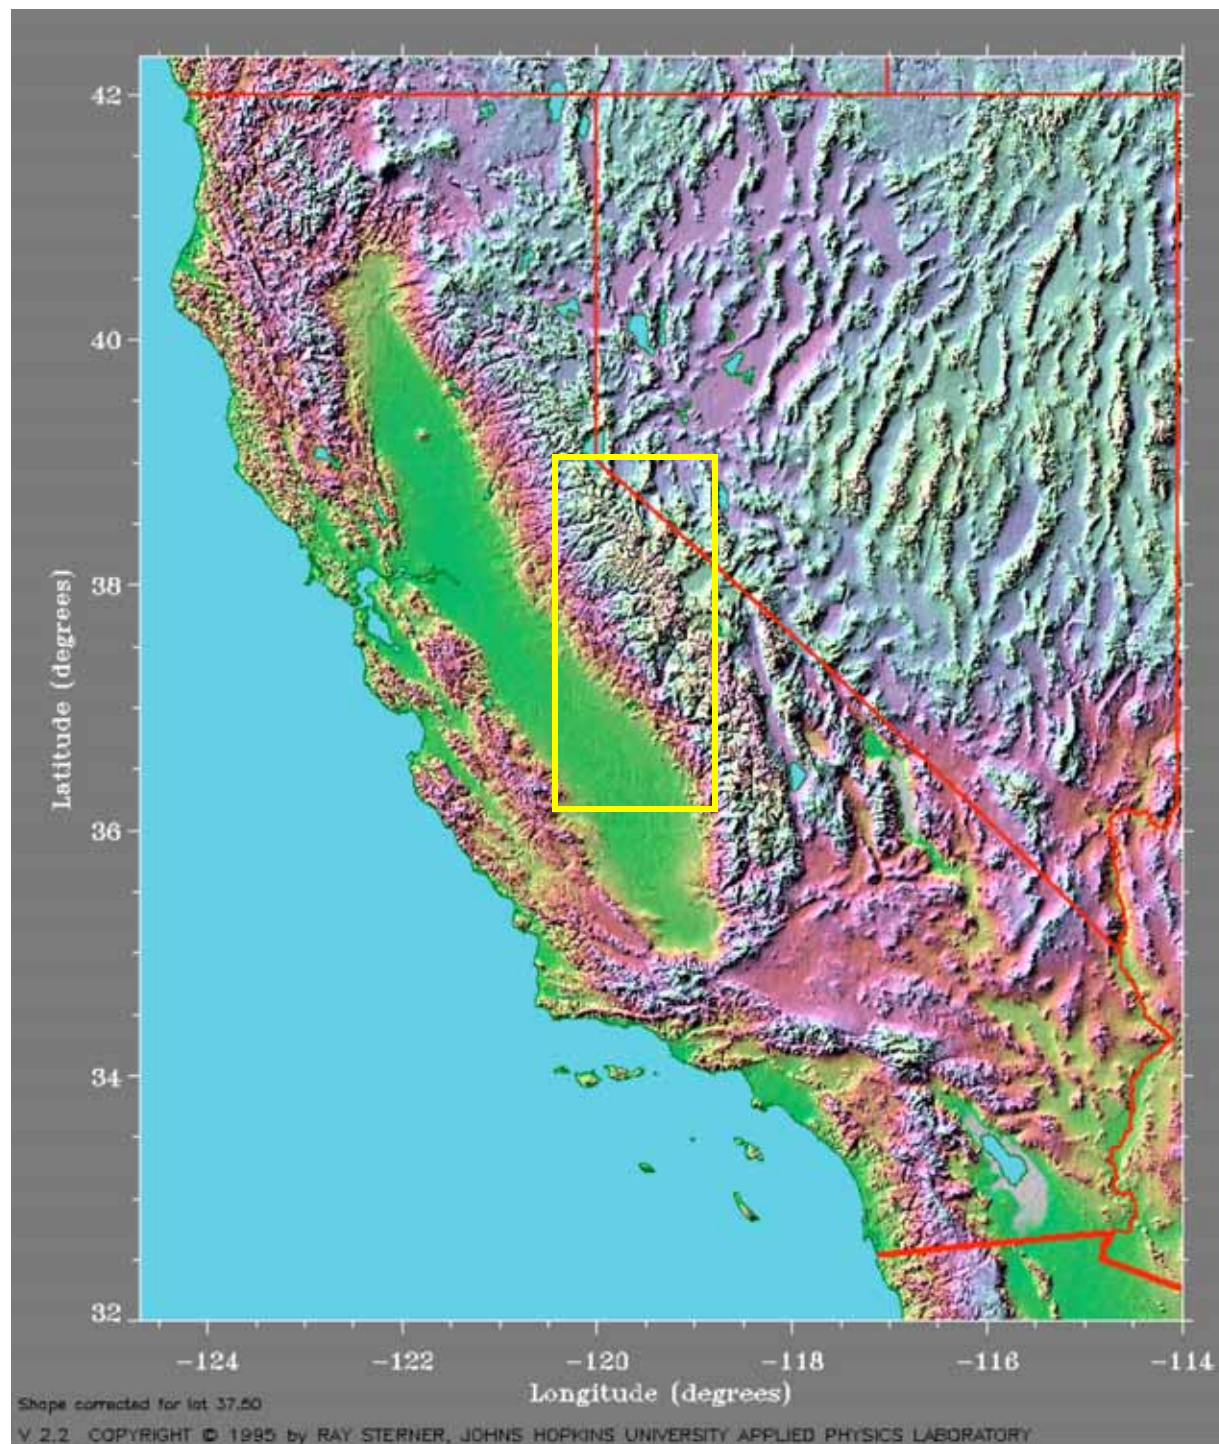 42
40
38
36
34
32
Latitude (degrees)
-124 -122 -120 -118 -116 -114
Longitude (degrees)
Shape corrected for lat 37.50
V 2.2 COPYRIGHT © 1995 by RAY STERNER, JOHNS HOPKINS UNIVERSITY APPLIED PHYSICS LABORATORY